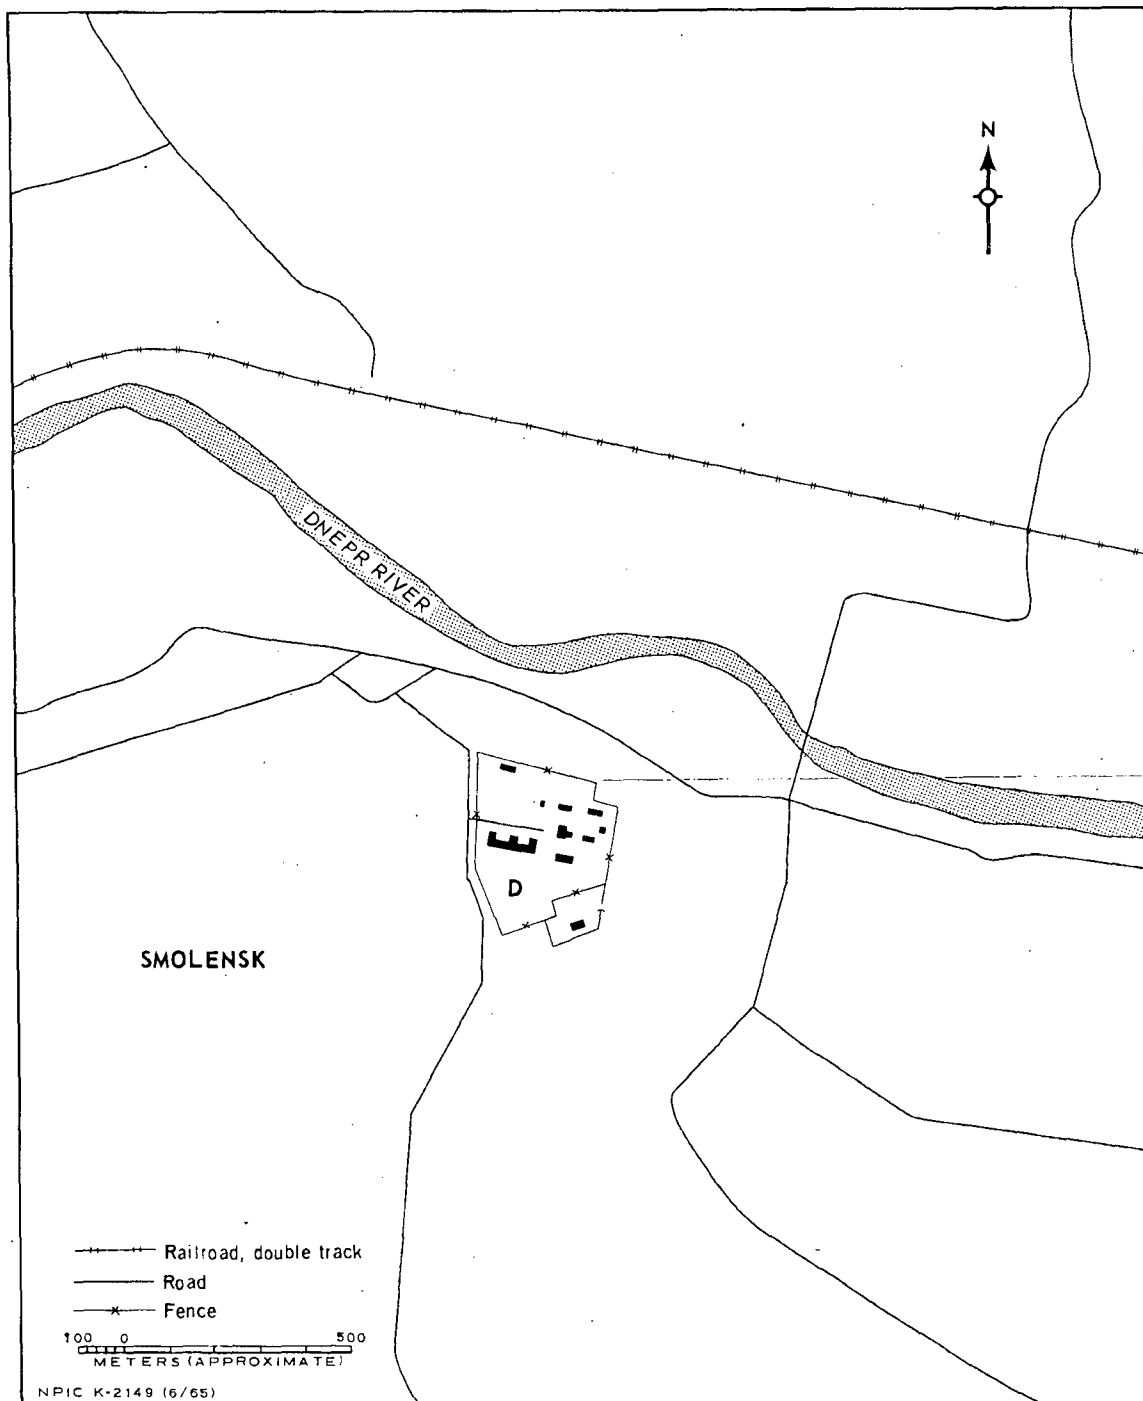 N
DNEPR RIVER
D
SMOLENSK
Railroad, double track
Road
Fence
100 0 500
METERS (APPROXIMATE)
NPIC K-2149 (6/65)